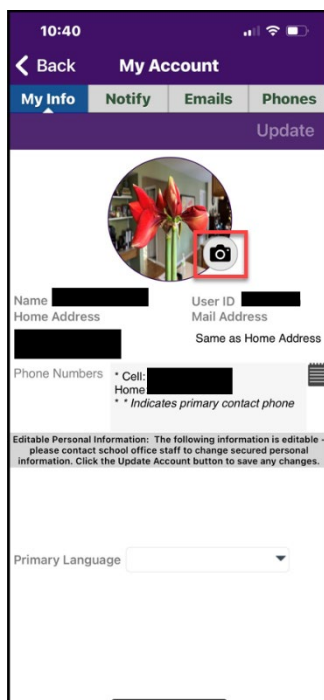 10:40
Back My Account
My Info Notify Emails Phones
Update
Name User ID
Home Address Mail Address
Same as Home Address
Phone Numbers * Cell:
Home
* * Indicates primary contact phone
Editable Personal Information: The following information is editable -
please contact school office staff to change secured personal
information. Click the Update Account button to save any changes.
Primary Language